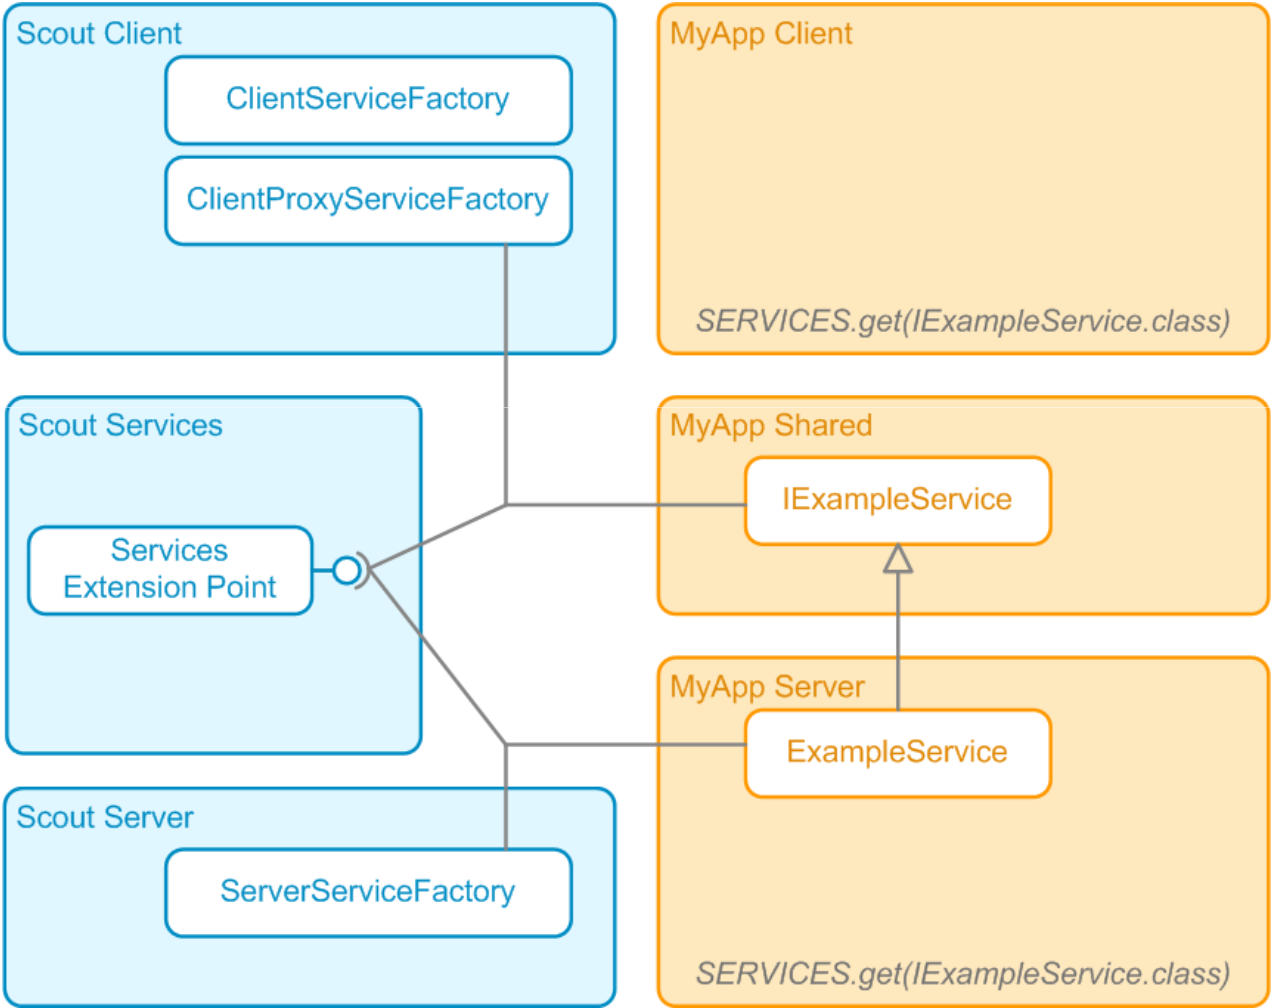 Scout Client
ClientServiceFactory
ClientProxyServiceFactory
MyApp Client
SERVICES.get(IExampleService.class)
Scout Services
Services
Extension Point
MyApp Shared
IExampleService
MyApp Server
ExampleService
SERVICES.get(IExampleService.class)
Scout Server
ServerServiceFactory